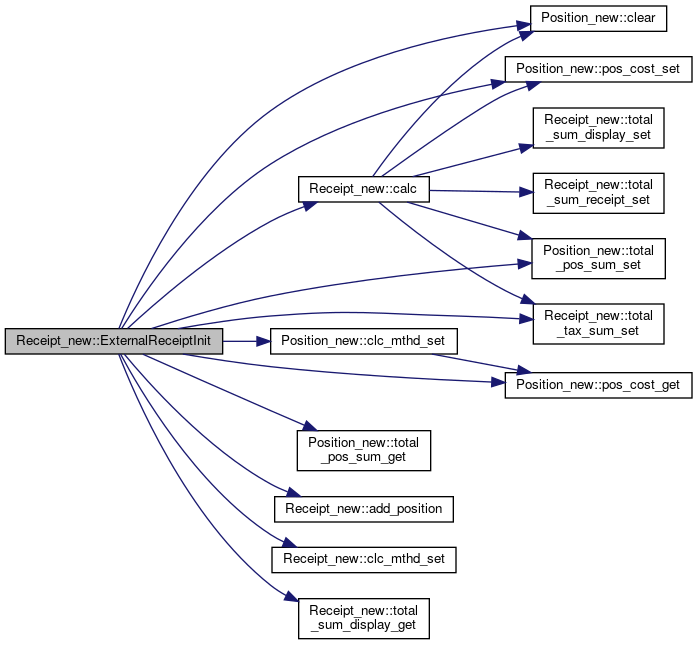 Position_new::clear
Position_new::pos_cost_set
Receipt_new::total
_sum_display_set
Receipt_new::calc
Receipt_new::total
_sum_receipt_set
Position_new::total
_pos_sum_set
Receipt_new::total
_tax_sum_set
Receipt_new::ExternalReceiptInit
Position_new::clc_mthd_set
Position_new::pos_cost_get
Position_new::total
_pos_sum_get
Receipt_new::add_position
Receipt_new::clc_mthd_set
Receipt_new::total
_sum_display_get